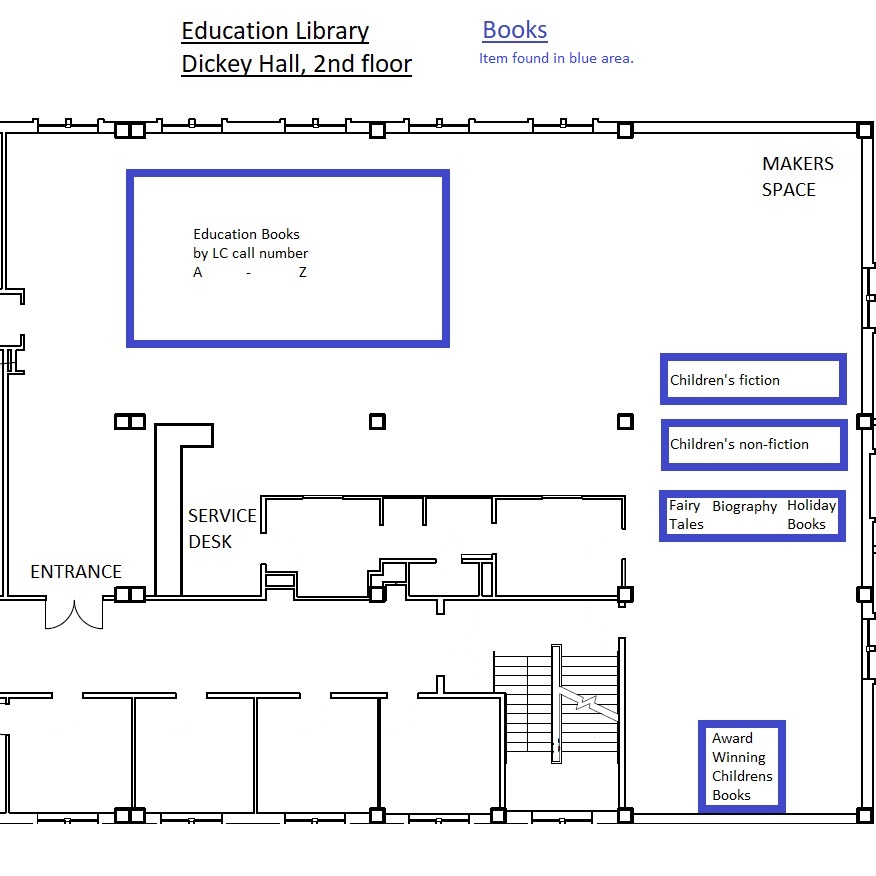 Education Library
Dickey Hall, 2nd floor
Books
Item found in blue area.
MAKERS
SPACE
Education Books
by LC call number
A - Z
Children's fiction
Children's non-fiction
Fairy
Tales
Biography
Holiday
Books
SERVICE
DESK
ENTRANCE
Award
Winning
Childrens
Books